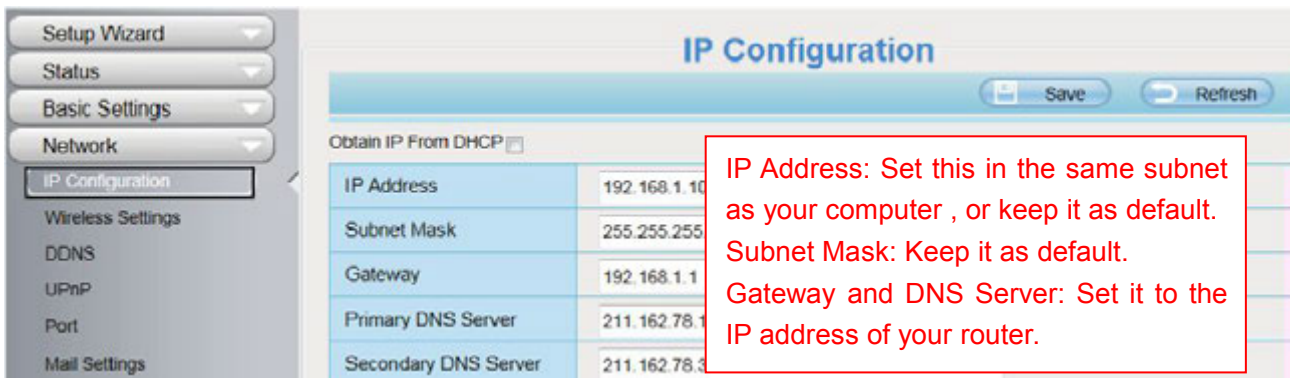 Setup Wizard
Status
Basic Settings
Network
IP Configuration
Wireless Settings
DDNS
UPnP
Port
Mail Settings
IP Configuration
Save
Refresh
Obtain IP From DHCP
IP Address
192.168.1.10
Subnet Mask
255.255.255
Gateway
192.168.1.1
Primary DNS Server
211.162.78.1
Secondary DNS Server
211.162.78.3
IP Address: Set this in the same subnet
as your computer , or keep it as default.
Subnet Mask: Keep it as default.
Gateway and DNS Server: Set it to the
IP address of your router.